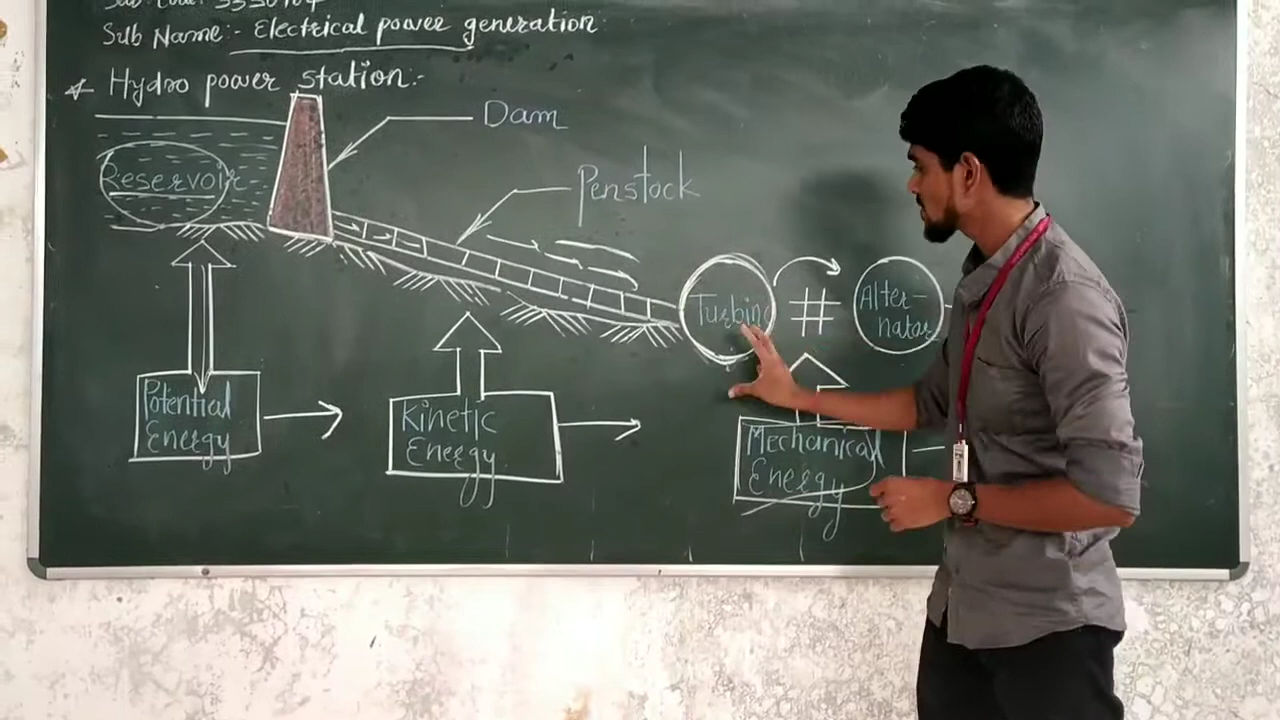 Sub Name:- Electrical power generation
* Hydro power station:-
Dam
Reservoir
Penstock
Turbine
#
Alter-
nator
Potential
Energy
Kinetic
Energy
Mechanical
Energy